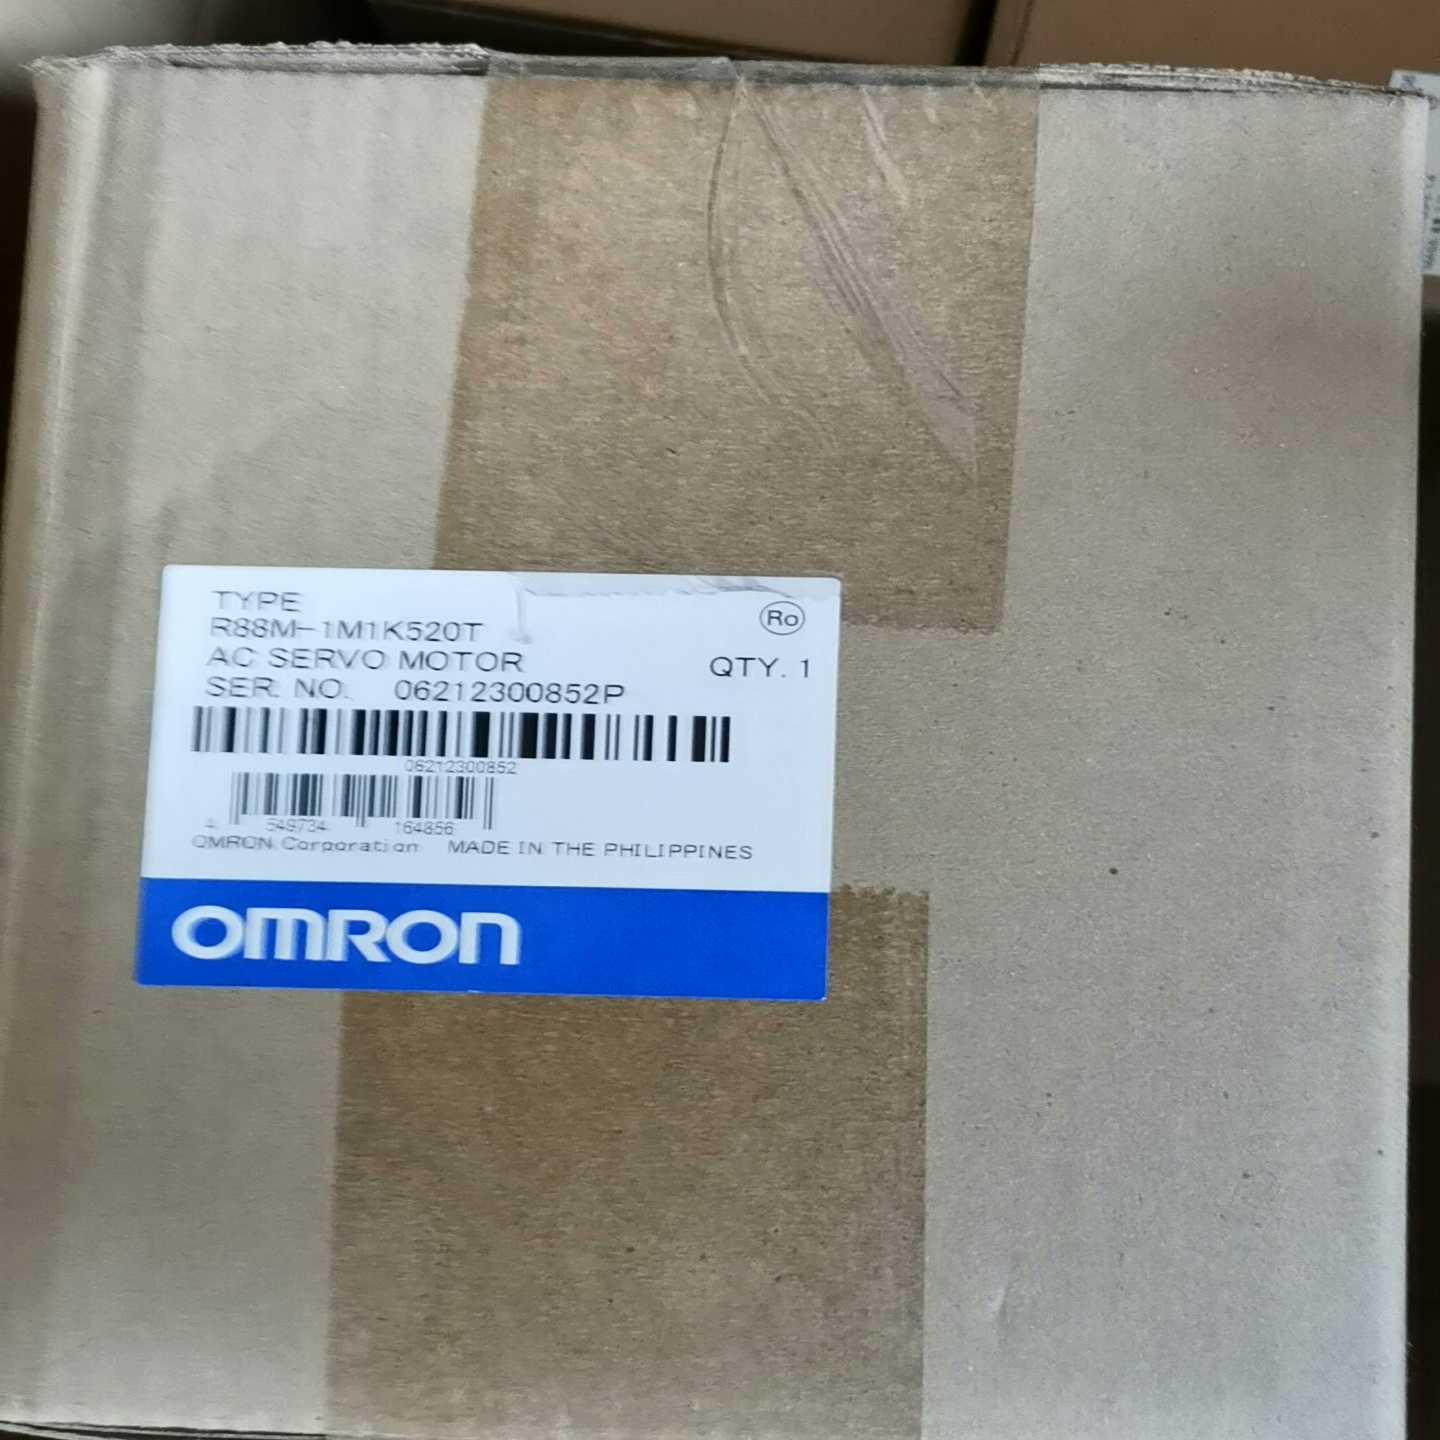 TYPE
R88M-1M1K520T
Ro
AC SERVO MOTOR
QTY. 1
SER. NO. 06212300852P
06212300852
4 549734 164856
OMRON Corporation MADE IN THE PHILIPPINES
OMRON